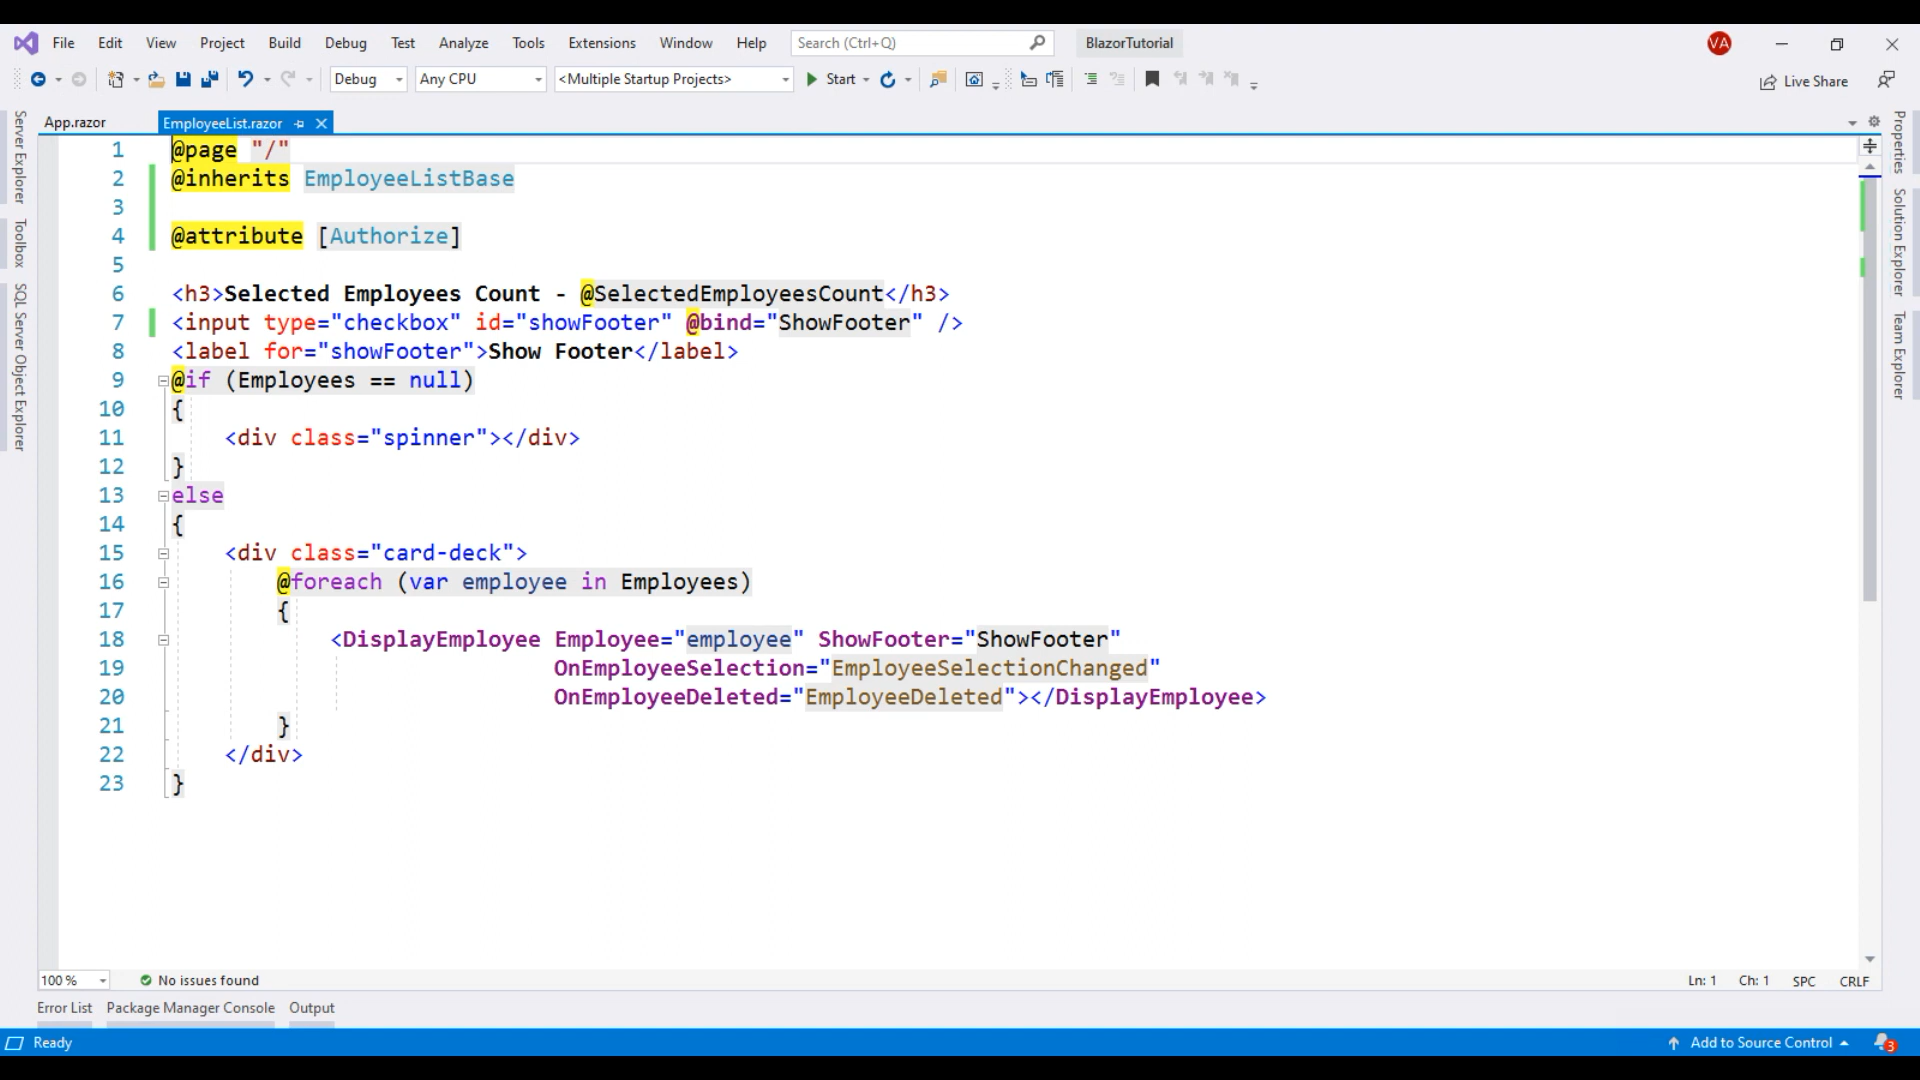 File Edit View Project Build Debug Test Analyze Tools Extensions Window Help Search (Ctrl+Q) BlazorTutorial VA
Debug Any CPU <Multiple Startup Projects> Start Live Share
App.razor EmployeeList.razor
Server Explorer
Toolbox
SQL Server Object Explorer
1 @page "/"
2 @inherits EmployeeListBase
3
4 @attribute [Authorize]
5
6 <h3>Selected Employees Count - @SelectedEmployeesCount</h3>
7 <input type="checkbox" id="showFooter" @bind="ShowFooter" />
8 <label for="showFooter">Show Footer</label>
9 @if (Employees == null)
10 {
11 <div class="spinner"></div>
12 }
13 else
14 {
15 <div class="card-deck">
16 @foreach (var employee in Employees)
17 {
18 <DisplayEmployee Employee="employee" ShowFooter="ShowFooter"
19 OnEmployeeSelection="EmployeeSelectionChanged"
20 OnEmployeeDeleted="EmployeeDeleted"></DisplayEmployee>
21 }
22 </div>
23 }
Properties
Solution Explorer
Team Explorer
100 % No issues found Ln: 1 Ch: 1 SPC CRLF
Error List Package Manager Console Output
Ready Add to Source Control 3